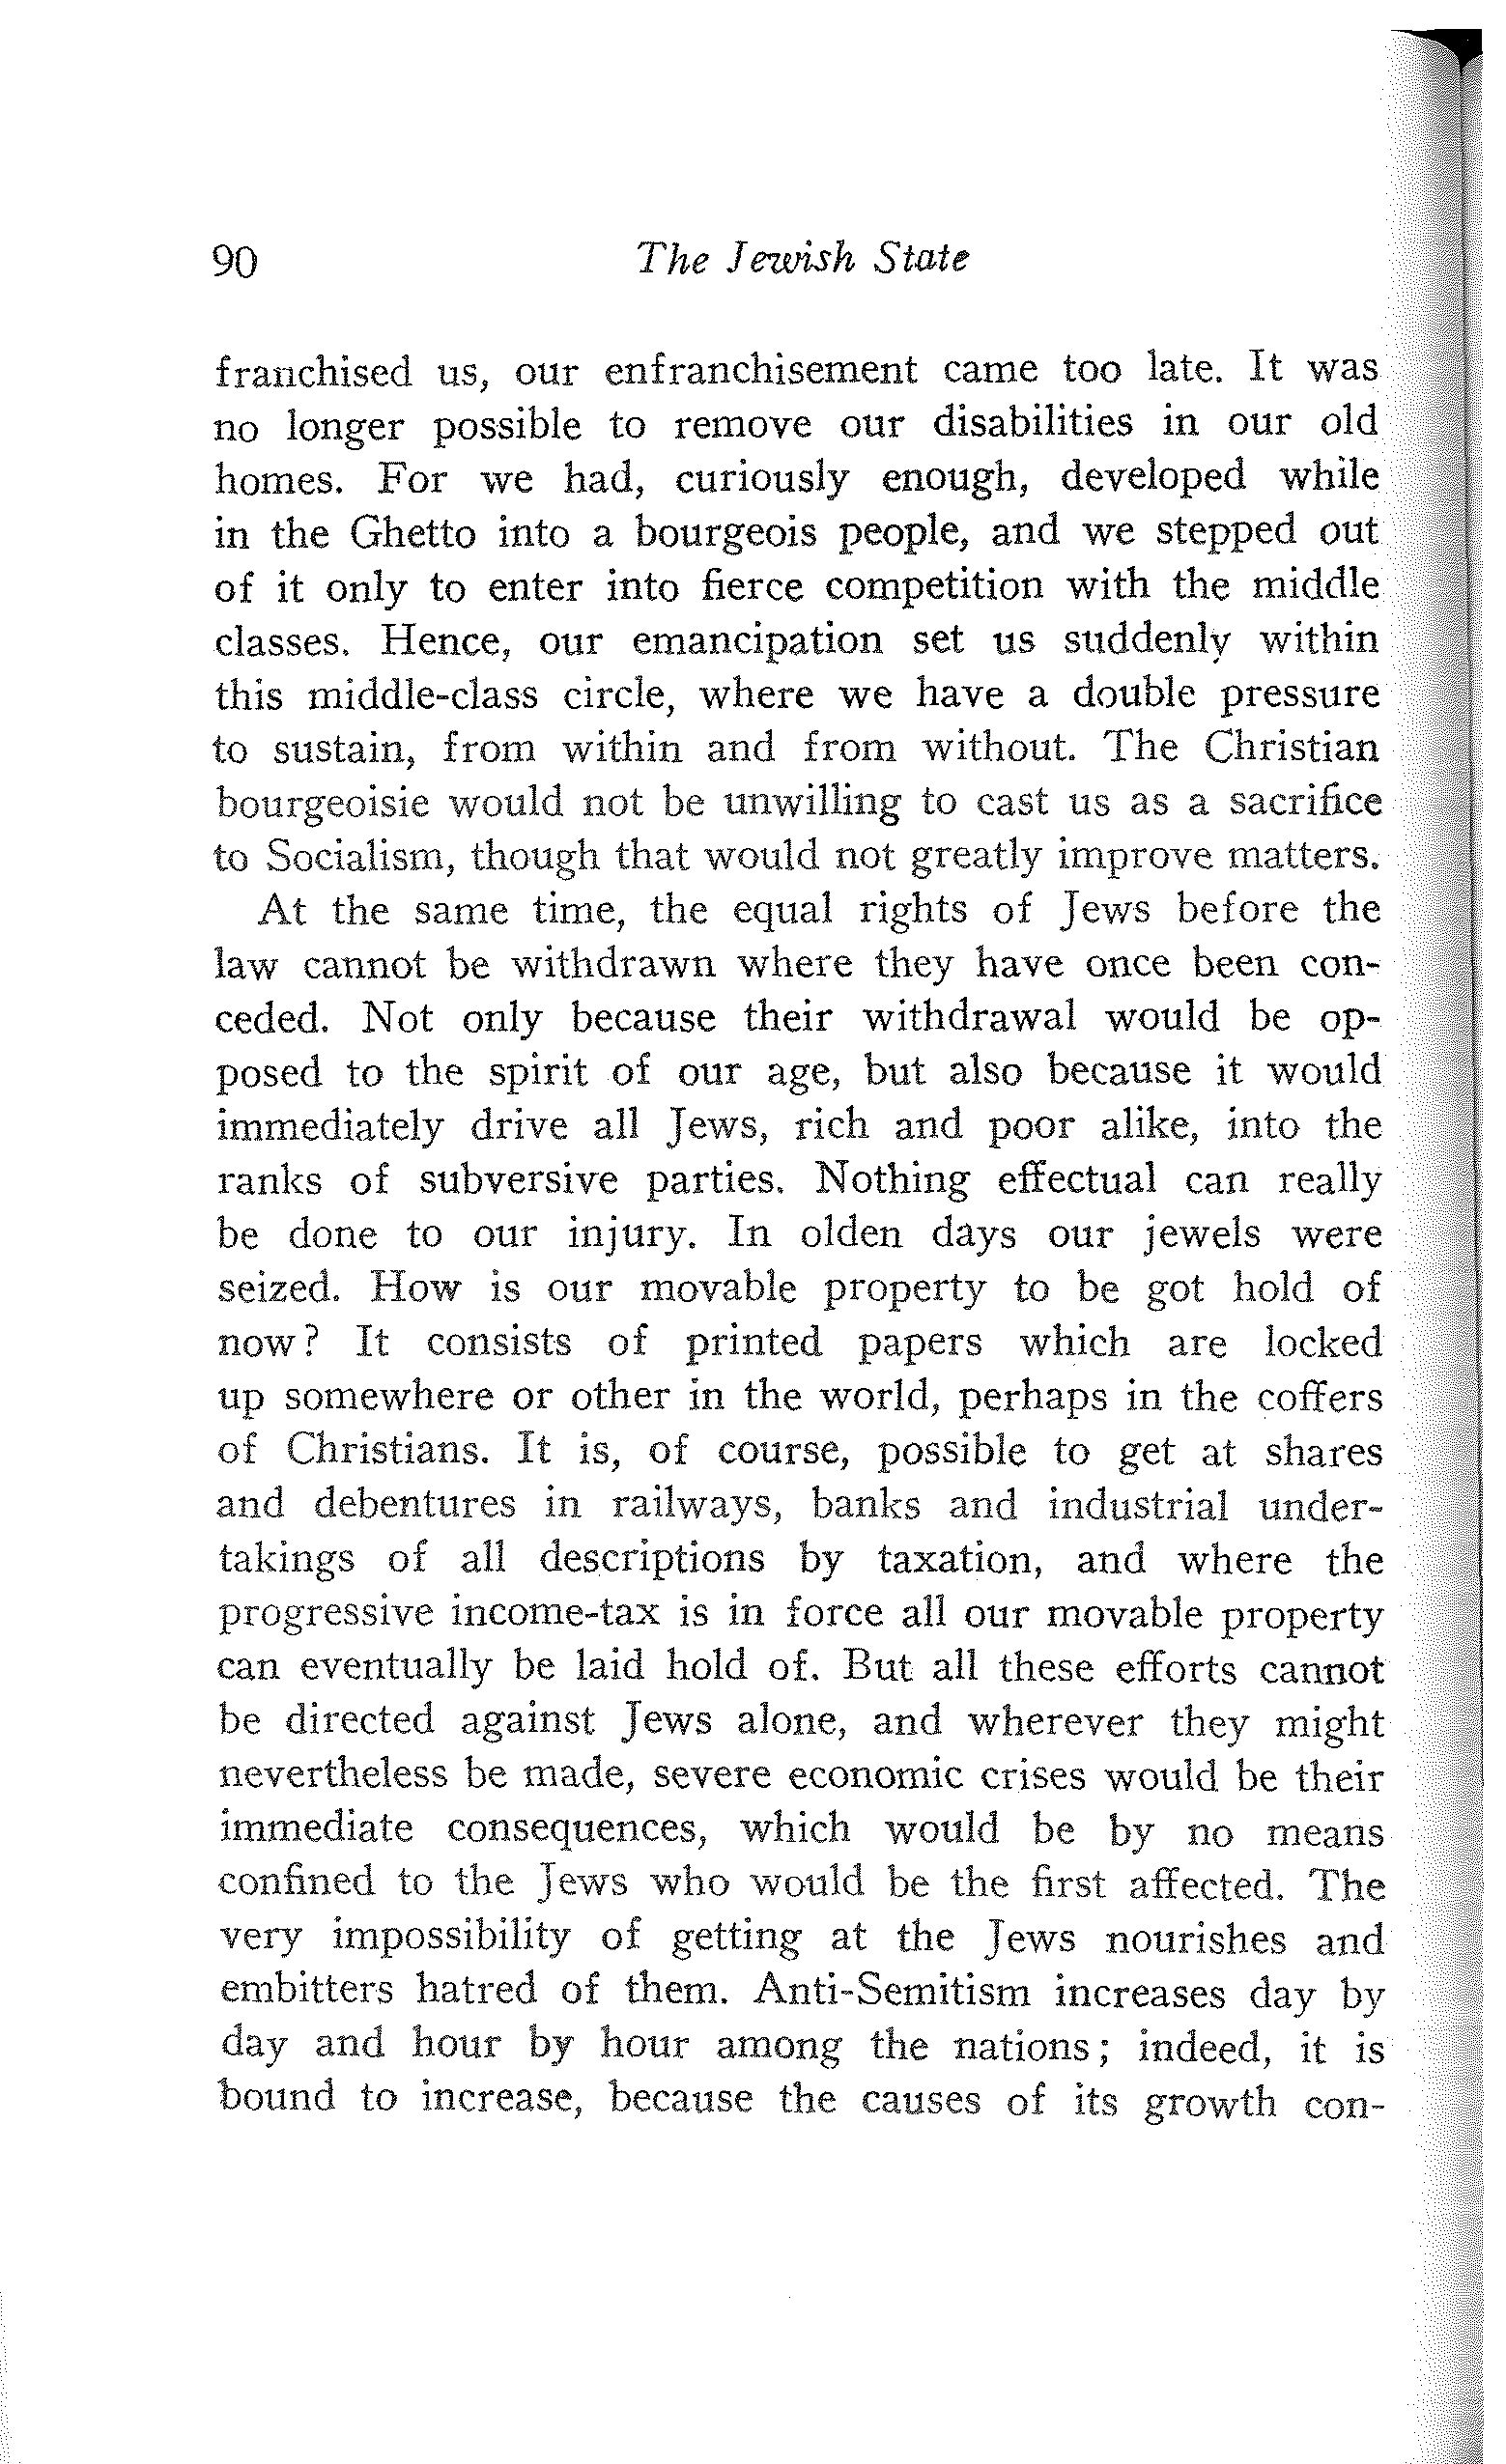 90 The Jewish State
franchised us, our enfranchisement came too late. It was
no longer possible to remove our disabilities in our old
homes. For we had, curiously enough, developed while
in the Ghetto into a bourgeois people, and we stepped out
of it only to enter into fierce competition with the middle
classes. Hence, our emancipation set us suddenly within
this middle-class circle, where we have a double pressure
to sustain, from within and from without. The Christian
bourgeoisie would not be unwilling to cast us as a sacrifice
to Socialism, though that would not greatly improve matters.
At the same time, the equal rights of Jews before the
law cannot be withdrawn where they have once been con-
ceded. Not only because their withdrawal would be op-
posed to the spirit of our age, but also because it would
immediately drive all Jews, rich and poor alike, into the
ranks of subversive parties. Nothing effectual can really
be done to our injury. In olden days our jewels were
seized. How is our movable property to be got hold of
now? It consists of printed papers which are locked
up somewhere or other in the world, perhaps in the coffers
of Christians. It is, of course, possible to get at shares
and debentures in railways, banks and industrial under-
takings of all descriptions by taxation, and where the
progressive income-tax is in force all our movable property
can eventually be laid hold of. But all these efforts cannot
be directed against Jews alone, and wherever they might
nevertheless be made, severe economic crises would be their
immediate consequences, which would be by no means
confined to the Jews who would be the first affected. The
very impossibility of getting at the Jews nourishes and
embitters hatred of them. Anti-Semitism increases day by
day and hour by hour among the nations; indeed, it is
bound to increase, because the causes of its growth con-